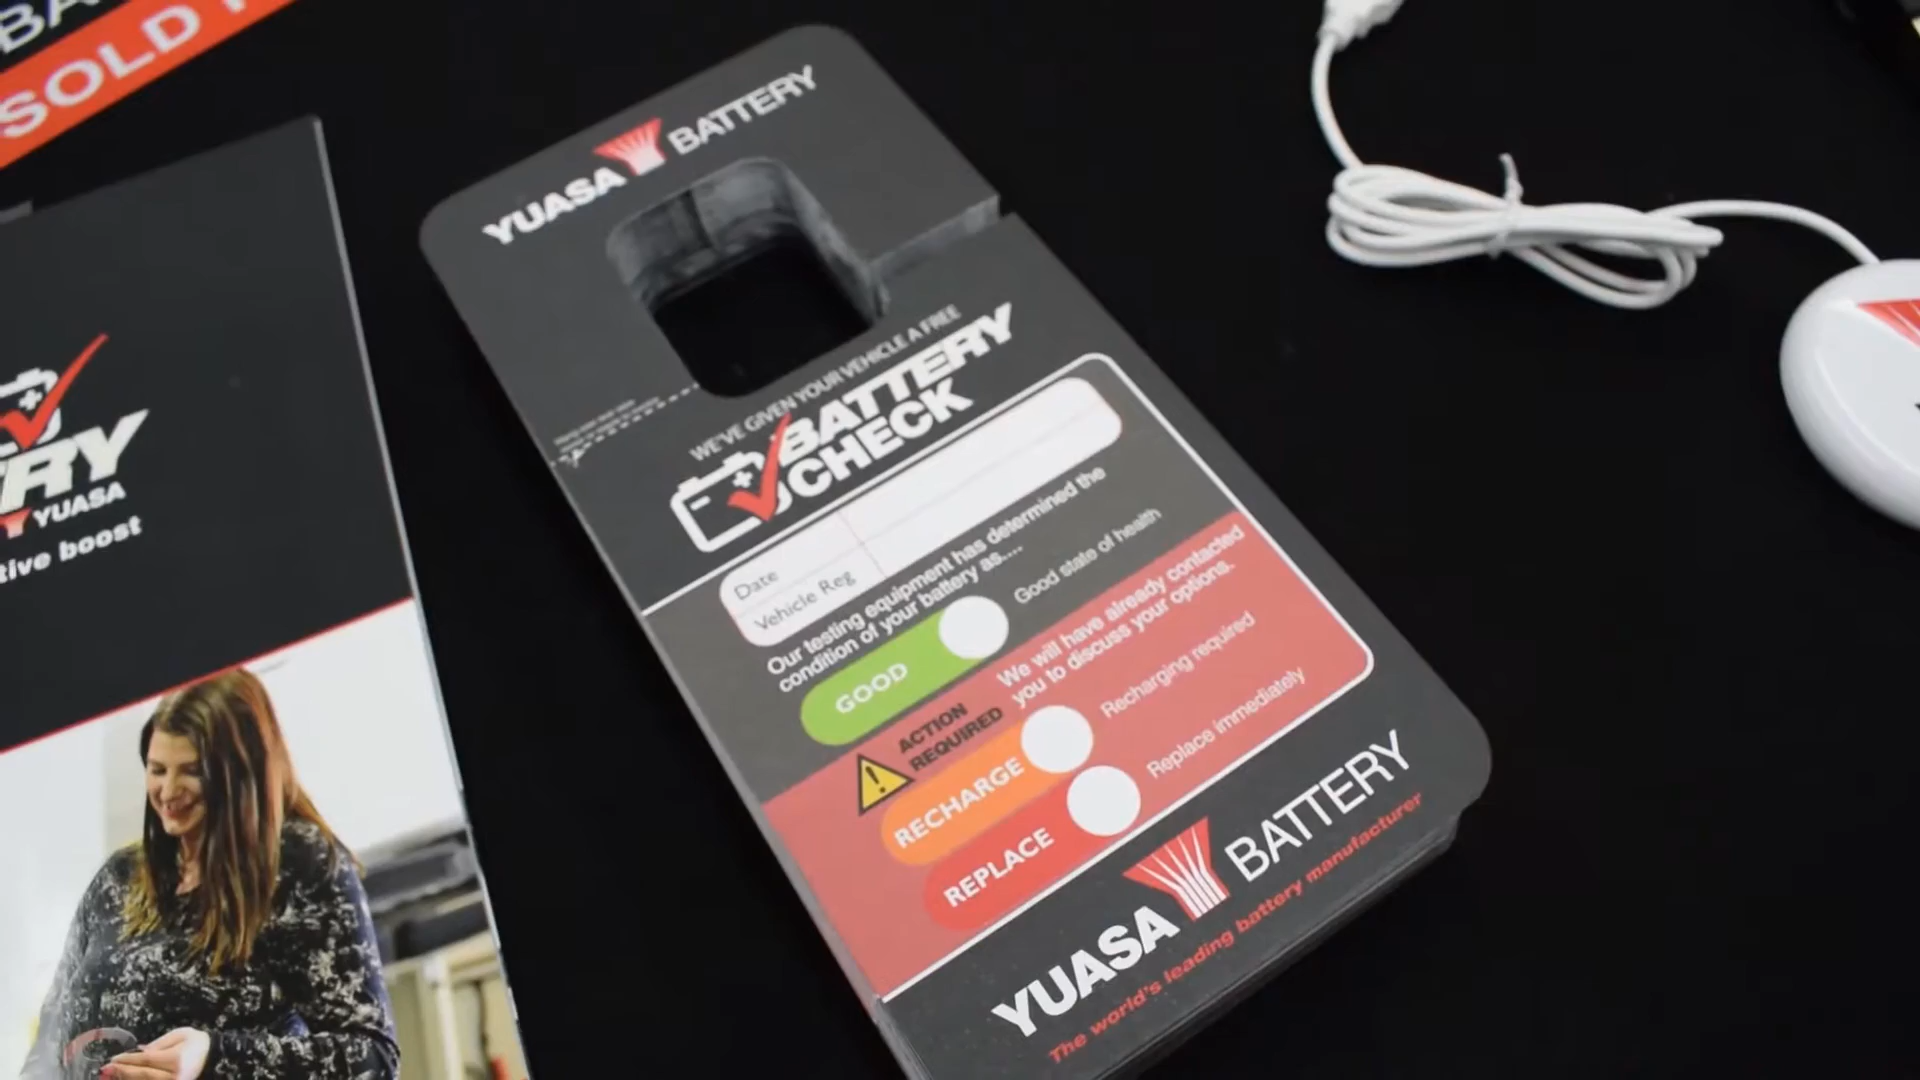 BA
SOLD
RY
YUASA
tive boost
YUASA BATTERY
WE'VE GIVEN YOUR VEHICLE A FREE
BATTERY
CHECK
Date
Vehicle Reg
Our testing equipment has determined the
condition of your battery as....
GOOD
Good state of health
ACTION
REQUIRED
We will have already contacted
you to discuss your options.
RECHARGE
Recharging required
REPLACE
Replace immediately
YUASA BATTERY
The world's leading battery manufacturer